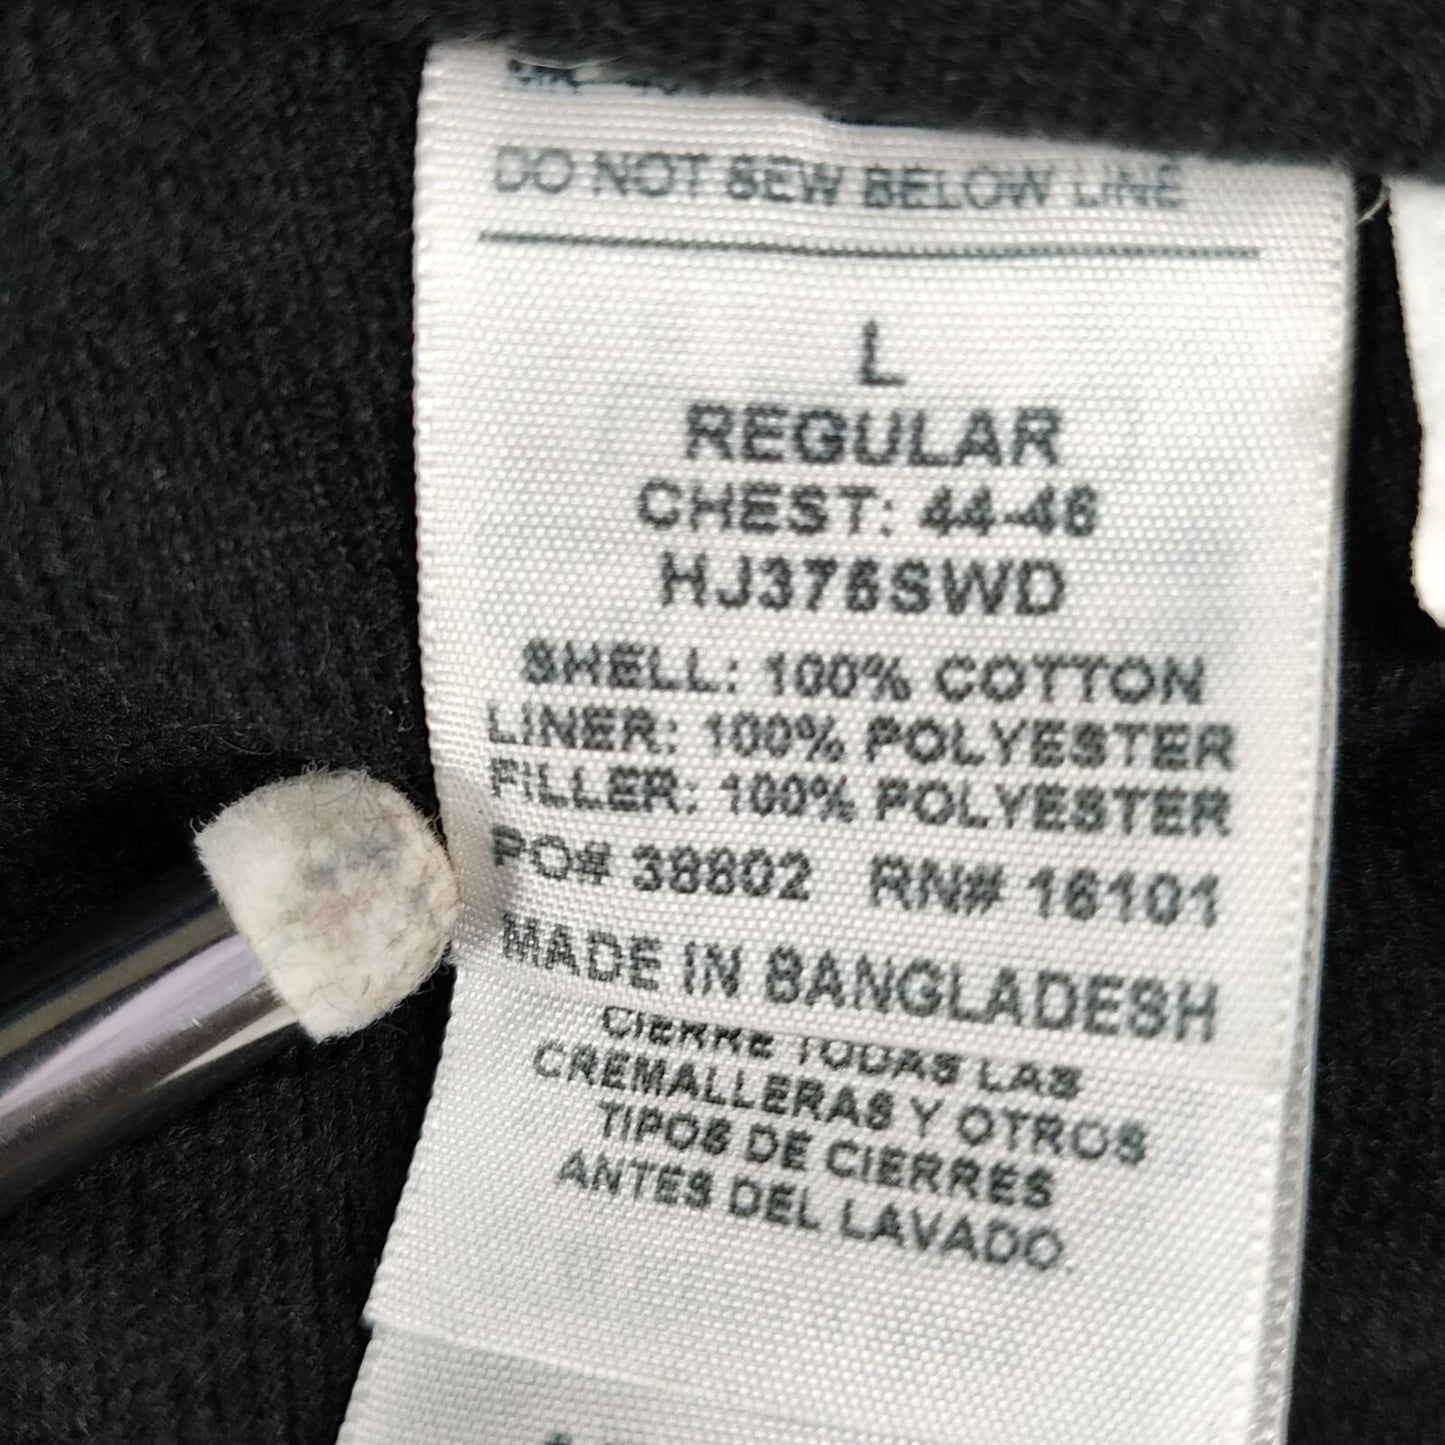 DO NOT SEW BELOW LINE
L
REGULAR
CHEST: 44-46
HJ375SWD
SHELL: 100% COTTON
LINER: 100% POLYESTER
FILLER: 100% POLYESTER
PO# 38802 RN# 16101
MADE IN BANGLADESH
CIERRE TODAS LAS
CREMALLERAS Y OTROS
TIPOS DE CIERRES
ANTES DEL LAVADO